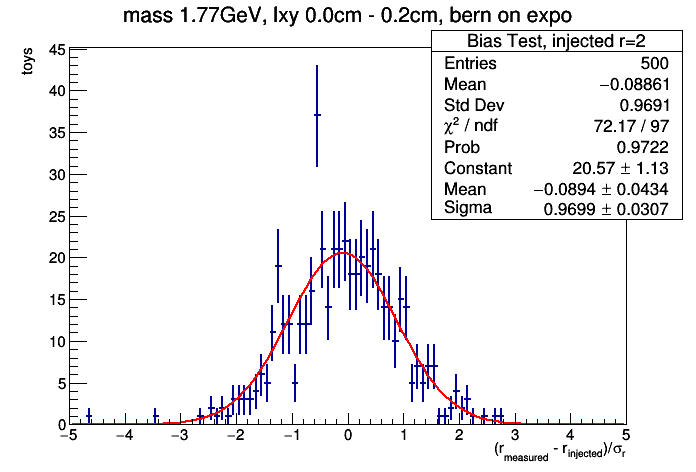 mass 1.77GeV, lxy 0.0cm - 0.2cm, bern on expo
Bias Test, injected r=2
Entries 500
Mean −0.08861
Std Dev 0.9691
χ² / ndf 72.17 / 97
Prob 0.9722
Constant 20.57 ± 1.13
Mean −0.0894 ± 0.0434
Sigma 0.9699 ± 0.0307
toys
45
40
35
30
25
20
15
10
5
0
−5 −4 −3 −2 −1 0 1 2 3 4 5
(r_measured - r_injected)/σ_r